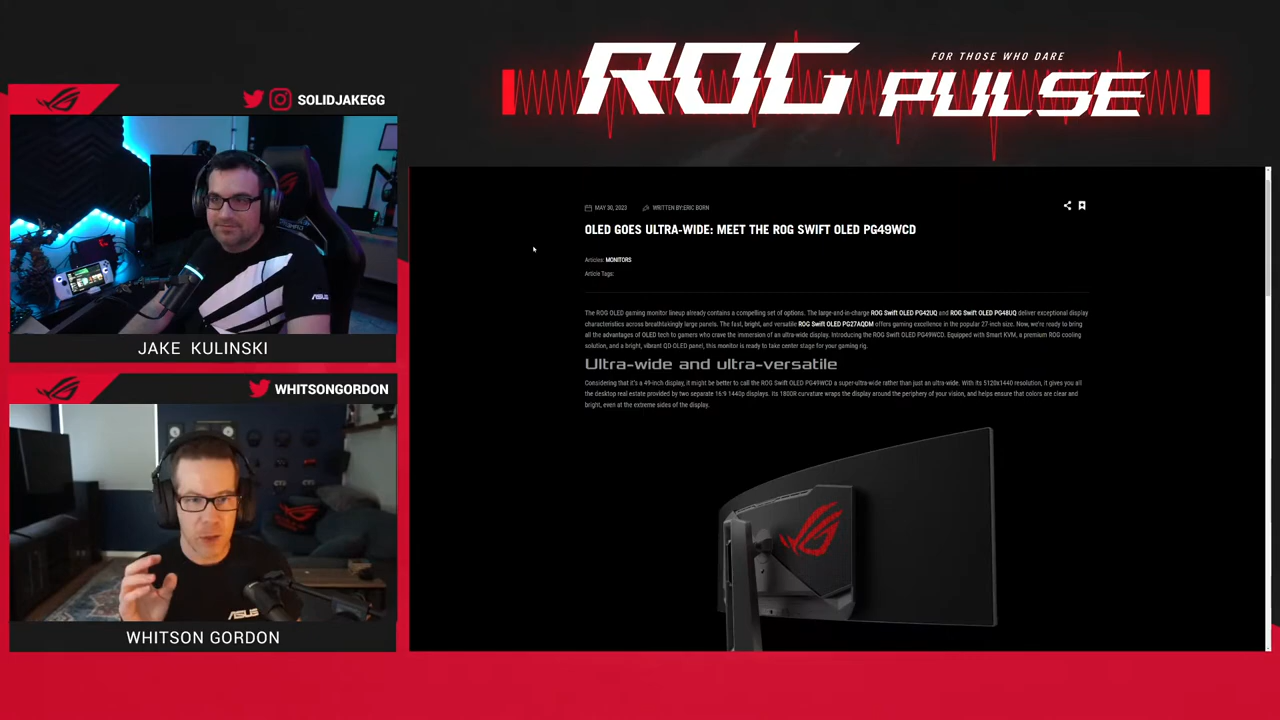 ROG PULSE
FOR THOSE WHO DARE
SOLIDJAKEGG
ASUS
JAKE KULINSKI
WHITSONGORDON
ASUS
WHITSON GORDON
MAY 30, 2023 WRITTEN BY:ERIC BORN
OLED GOES ULTRA-WIDE: MEET THE ROG SWIFT OLED PG49WCD
Articles: MONITORS
Article Tags:
The ROG OLED gaming monitor lineup already contains a compelling set of options. The large-and-in-charge ROG Swift OLED PG42UQ and ROG Swift OLED PG48UQ deliver exceptional display
characteristics across breathtakingly large panels. The fast, bright, and versatile ROG Swift OLED PG27AQDM offers gaming excellence in the popular 27-inch size. Now, we're ready to bring
all the advantages of OLED tech to gamers who crave the immersion of an ultra-wide display. Introducing the ROG Swift OLED PG49WCD. Equipped with Smart KVM, a premium ROG cooling
solution, and a bright, vibrant QD OLED panel, this monitor is ready to take center stage for your gaming rig.
Ultra-wide and ultra-versatile
Considering that it's a 49-inch display, it might be better to call the ROG Swift OLED PG49WCD a super-ultra-wide rather than just an ultra-wide. With its 5120x1440 resolution, it gives you all
the desktop real estate provided by two separate 16:9 1440p displays. Its 1800R curvature wraps the display around the periphery of your vision, and helps ensure that colors are clear and
bright, even at the extreme sides of the display.